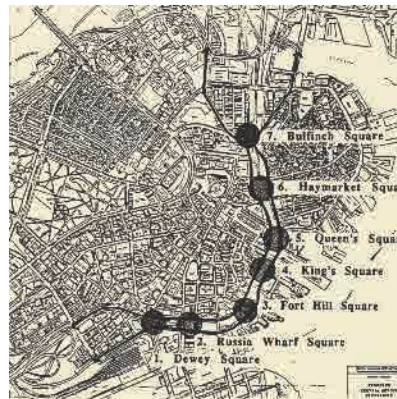 7. Bulfinch Square
6. Haymarket Squa
5. Queen's Squa
4. King's Square
3. Fort Hill Square
2. Russia Wharf Square
1. Dewey Square